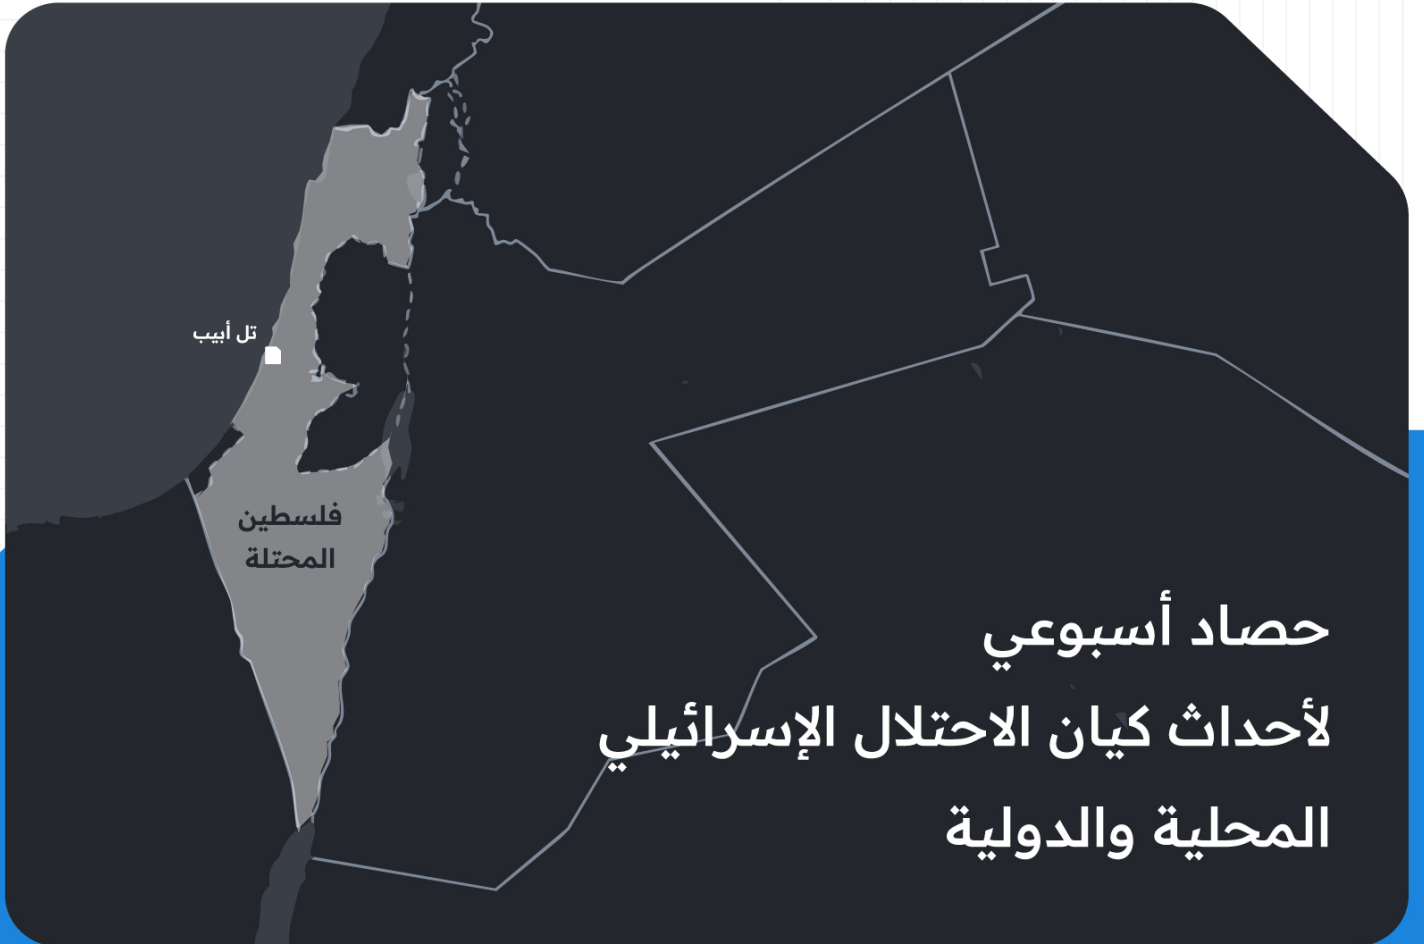 تل أبيب
فلسطين
المحتلة
حصاد أسبوعي
لأحداث كيان الاحتلال الإسرائيلي
المحلية والدولية